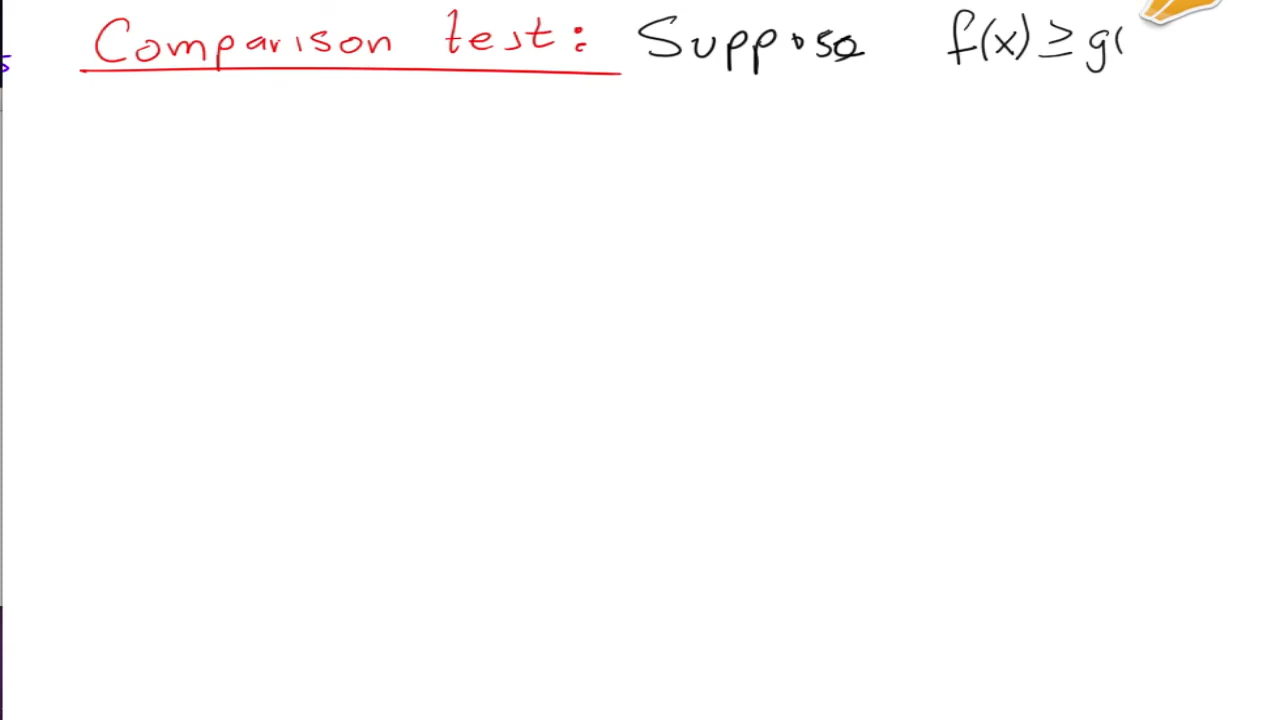 Comparison test: Suppose f(x) ≥ g(